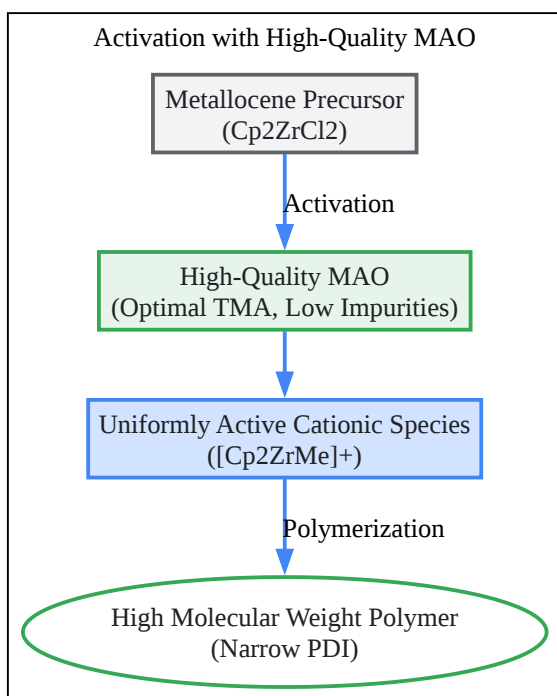 Activation with High-Quality MAO
Metallocene Precursor
(Cp2ZrCl2)
Activation
High-Quality MAO
(Optimal TMA, Low Impurities)
Uniformly Active Cationic Species
([Cp2ZrMe]+)
Polymerization
High Molecular Weight Polymer
(Narrow PDI)